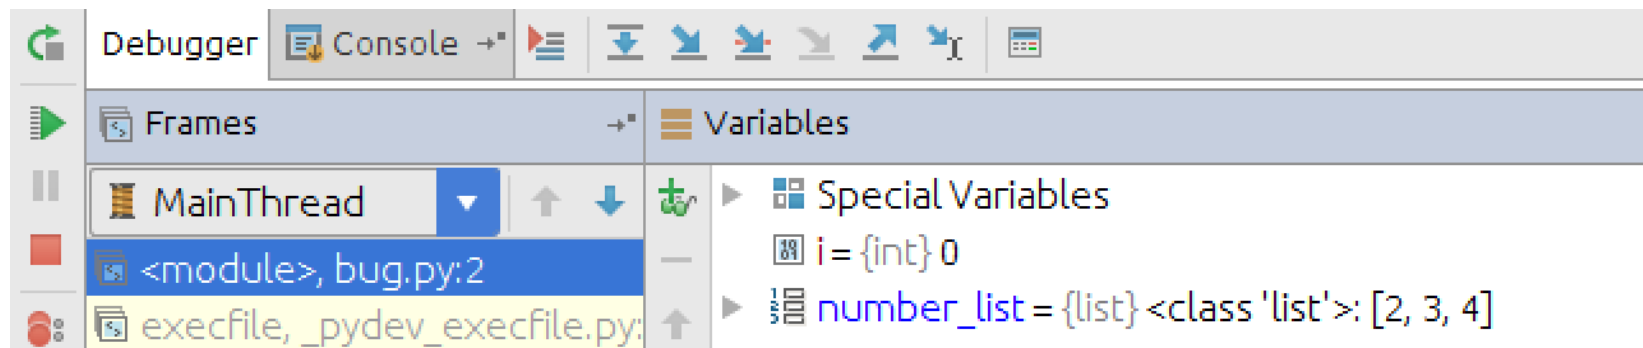 Debugger Console
Frames
Variables
MainThread
Special Variables
<module>, bug.py:2
i = {int} 0
execfile, _pydev_execfile.py:
number_list = {list} <class 'list'>: [2, 3, 4]